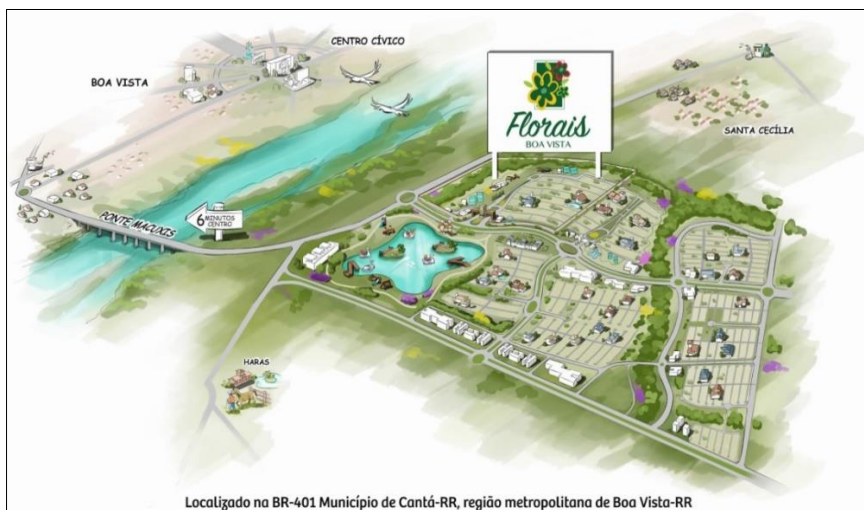 CENTRO CÍVICO
BOA VISTA
Florais
BOA VISTA
SANTA CECÍLIA
PONTE MACUXIS
6 MINUTOS
CENTRO
HARAS
Localizado na BR-401 Município de Cantá-RR, região metropolitana de Boa Vista-RR